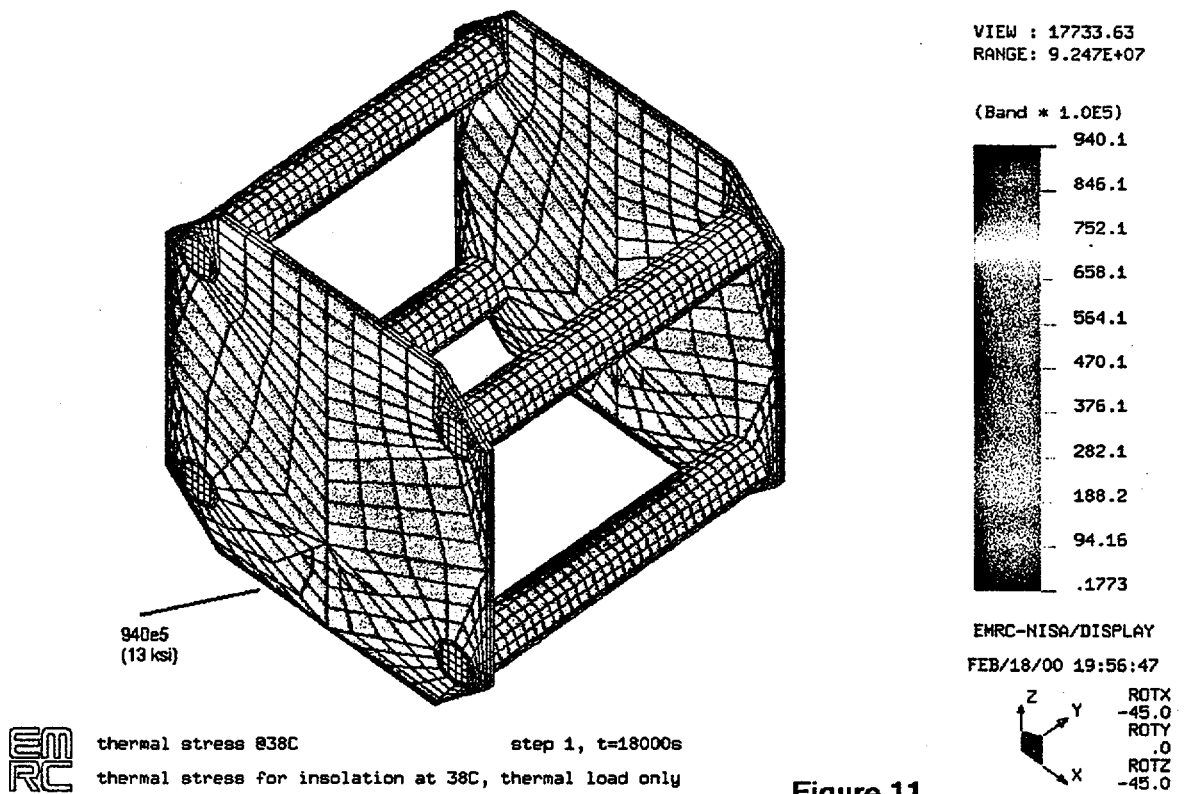 VIEW : 17733.63
RANGE: 9.247E+07
(Band * 1.0E5)
940.1
846.1
752.1
658.1
564.1
470.1
376.1
282.1
188.2
94.16
.1773
EMRC-NISA/DISPLAY
FEB/18/00 19:56:47
Z
Y
X
ROTX
-45.0
ROTY
.0
ROTZ
-45.0
940e5
(13 ksi)
EM
RC
thermal stress @38C step 1, t=18000s
thermal stress for insolation at 38C, thermal load only
Figure 11